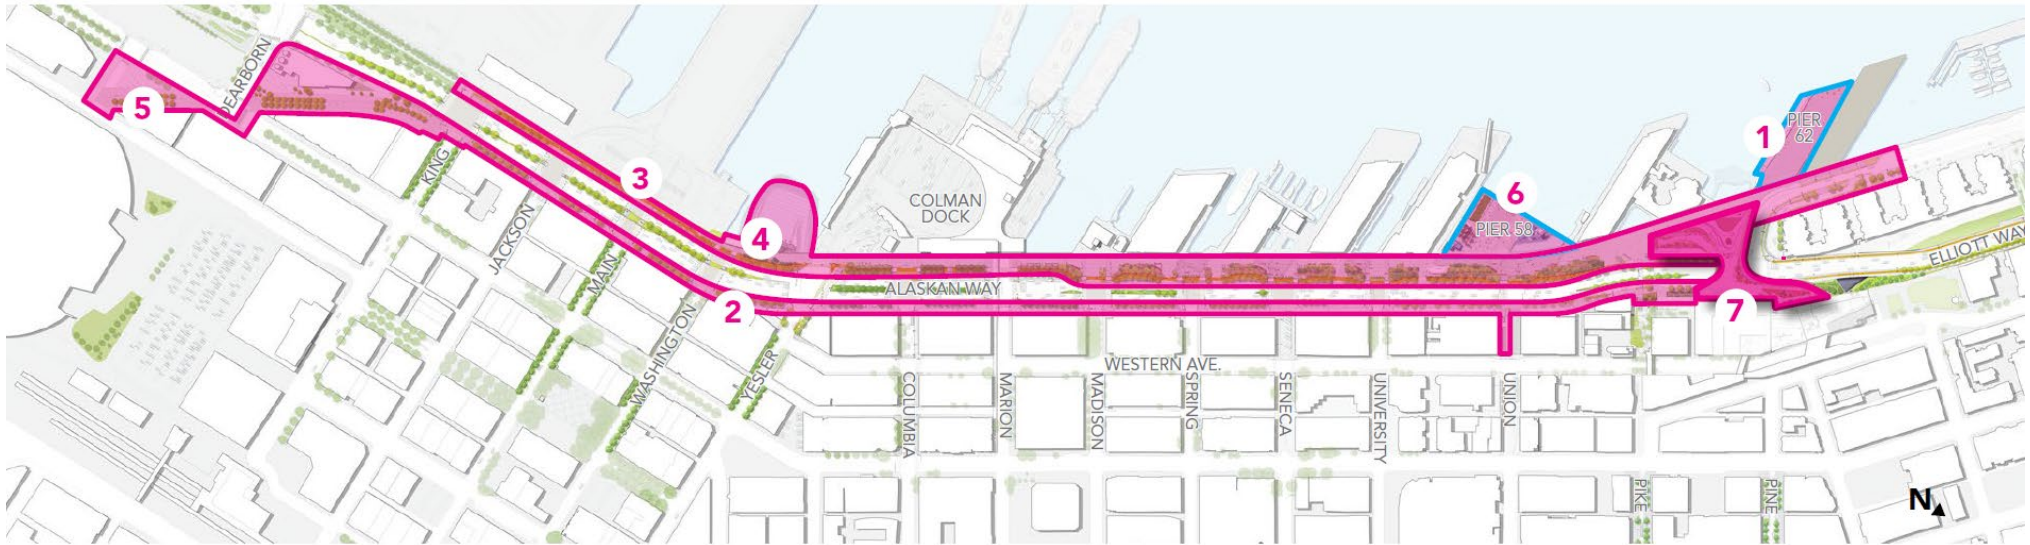 5
DEARBORN
KING
JACKSON
3
MAIN
WASHINGTON
4
2
YESLER
COLMAN
DOCK
ALASKAN WAY
WESTERN AVE.
COLUMBIA
MARION
MADISON
SPRING
SENECA
UNIVERSITY
UNION
6
PIER 58
1
PIER
62
7
ELLIOTT WAY
PIKE
PINE
N